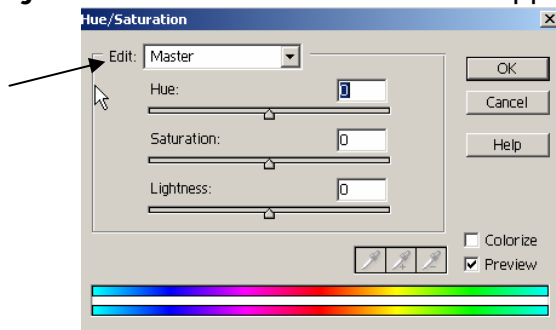 Hue/Saturation
Edit: Master
OK
Hue: 0
Cancel
Saturation: 0
Help
Lightness: 0
Colorize
Preview